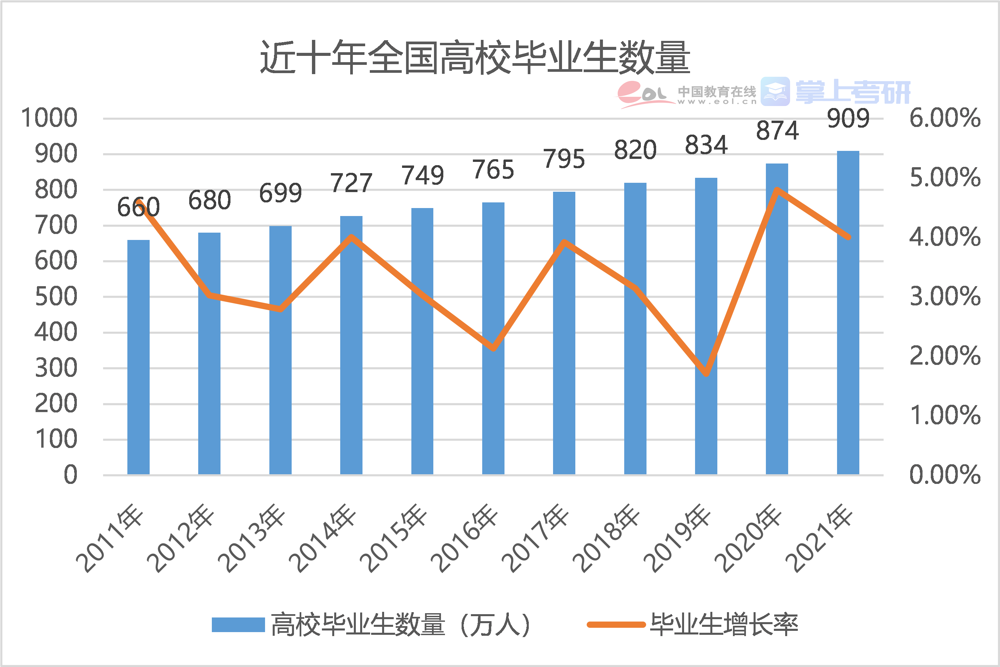 近十年全国高校毕业生数量
中国教育在线
www.eol.cn
掌上考研
1000
900
800
700
600
500
400
300
200
100
0
660
680
699
727
749
765
795
820
834
874
909
6.00%
5.00%
4.00%
3.00%
2.00%
1.00%
0.00%
2011年
2012年
2013年
2014年
2015年
2016年
2017年
2018年
2019年
2020年
2021年
高校毕业生数量（万人）
毕业生增长率